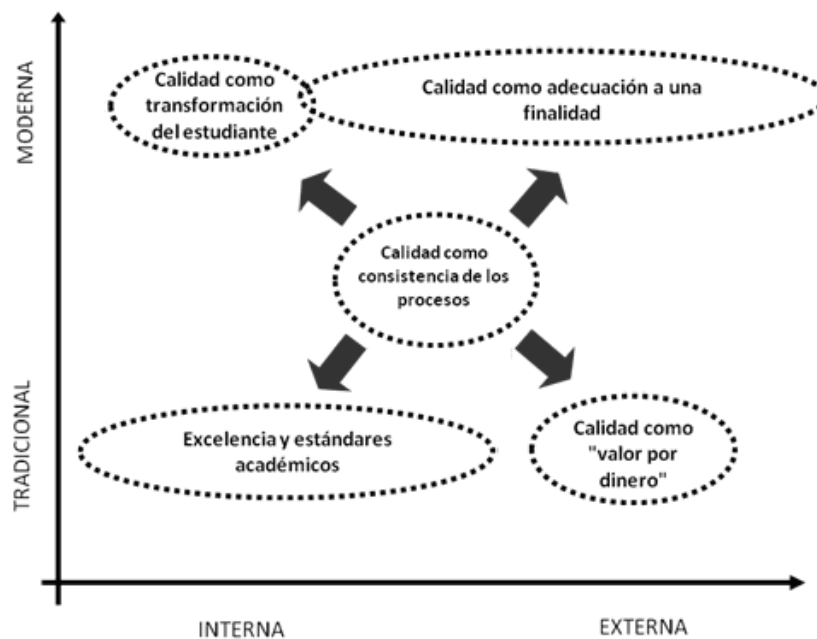 MODERNA
Calidad como
transformación
del estudiante
Calidad como adecuación a una
finalidad
Calidad como
consistencia de los
procesos
TRADICIONAL
Excelencia y estándares
académicos
Calidad como
"valor por
dinero"
INTERNA
EXTERNA